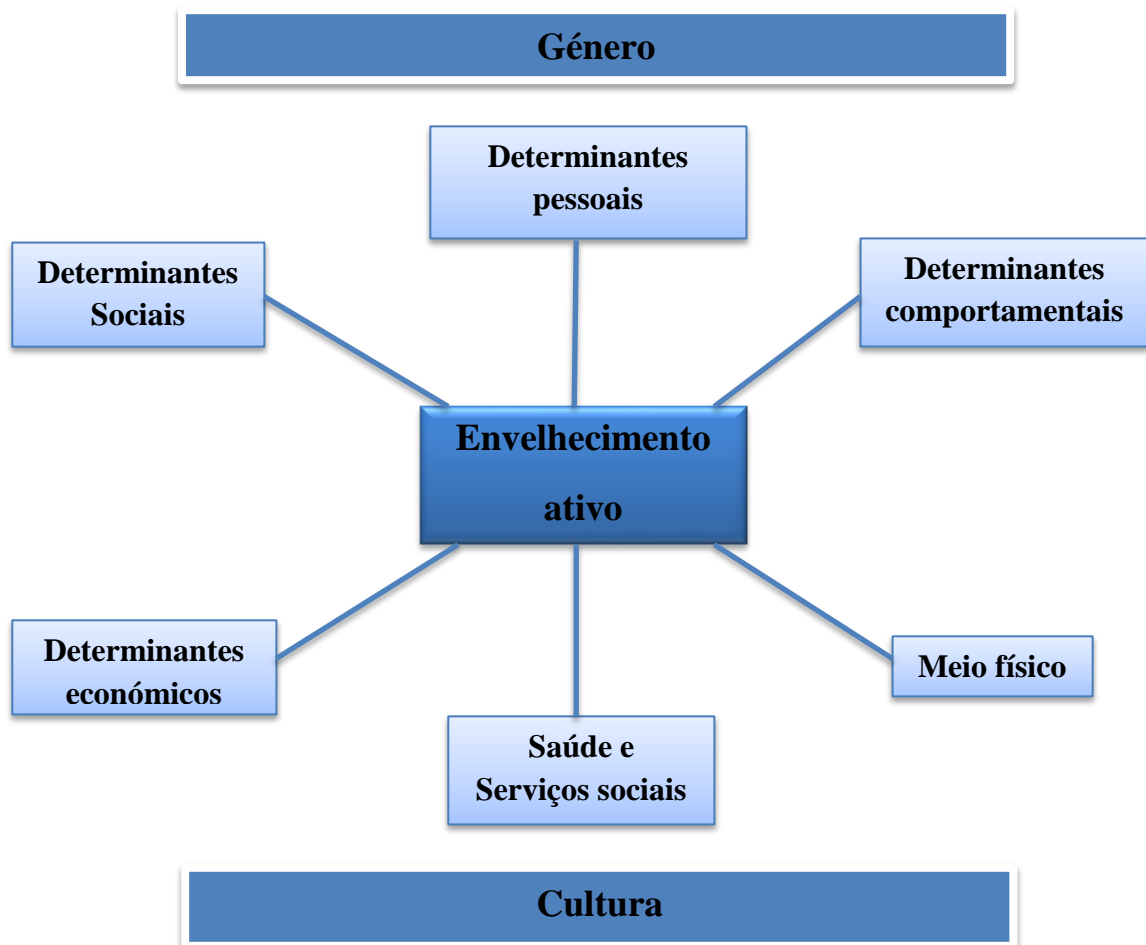 Género
Determinantes
pessoais
Determinantes
Sociais
Determinantes
comportamentais
Envelhecimento
ativo
Determinantes
económicos
Meio físico
Saúde e
Serviços sociais
Cultura